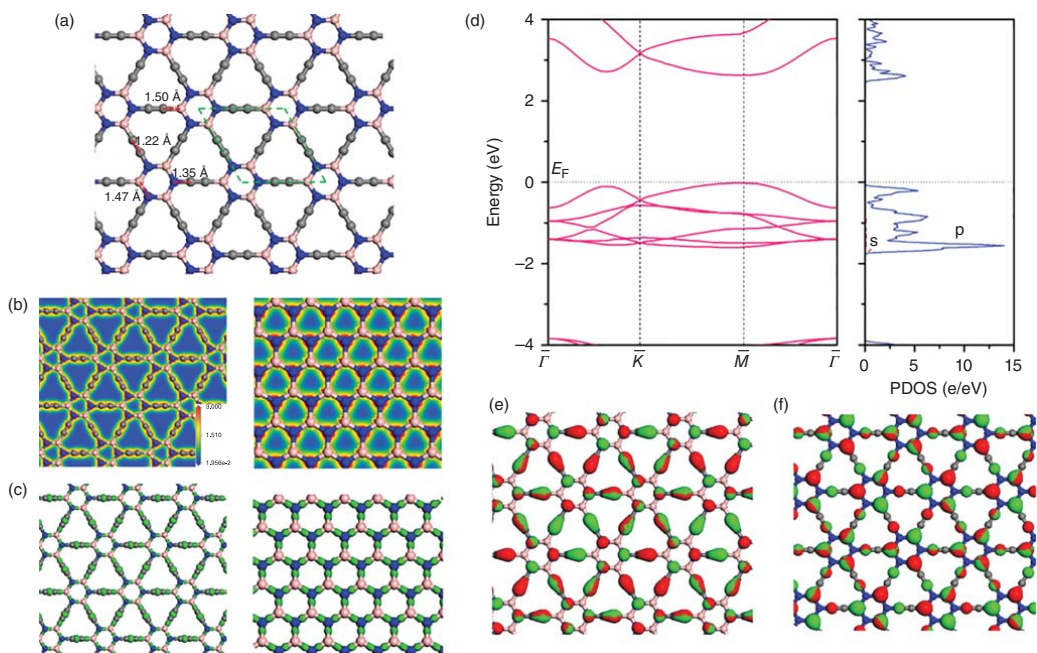 (a)
1.50 Å
1.22 Å
1.35 Å
1.47 Å
(b)
3.000
1.510
1.956e-2
(c)
(d)
4
2
0
−2
−4
Energy (eV)
E_F
Γ̅
K̅
M̅
Γ̅
s
p
0
5
10
15
PDOS (e/eV)
(e)
(f)